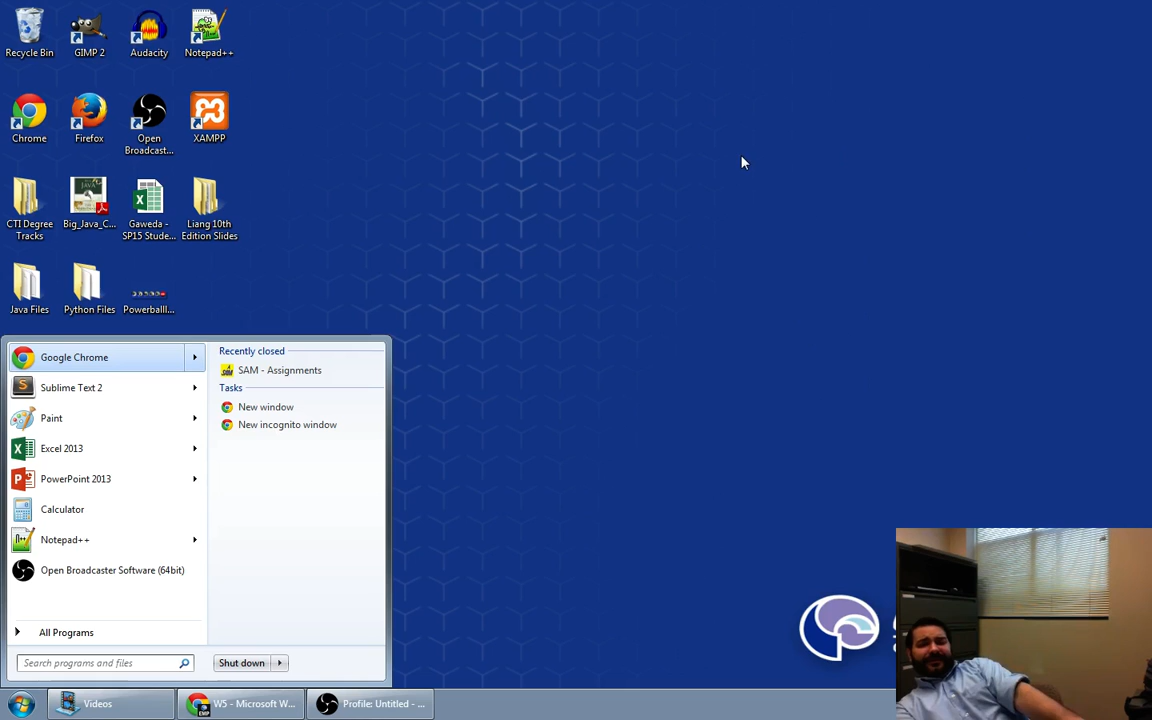 Recycle Bin
GIMP 2
Audacity
Notepad++
Chrome
Firefox
Open
Broadcast...
XAMPP
CTI Degree
Tracks
Big_Java_C...
Gaweda -
SP15 Stude...
Liang 10th
Edition Slides
Java Files
Python Files
Powerballl...
Google Chrome
Sublime Text 2
Paint
Excel 2013
PowerPoint 2013
Calculator
Notepad++
Open Broadcaster Software (64bit)
All Programs
Search programs and files
Shut down
Recently closed
SAM - Assignments
Tasks
New window
New incognito window
Videos
W5 - Microsoft W...
Profile: Untitled - ...